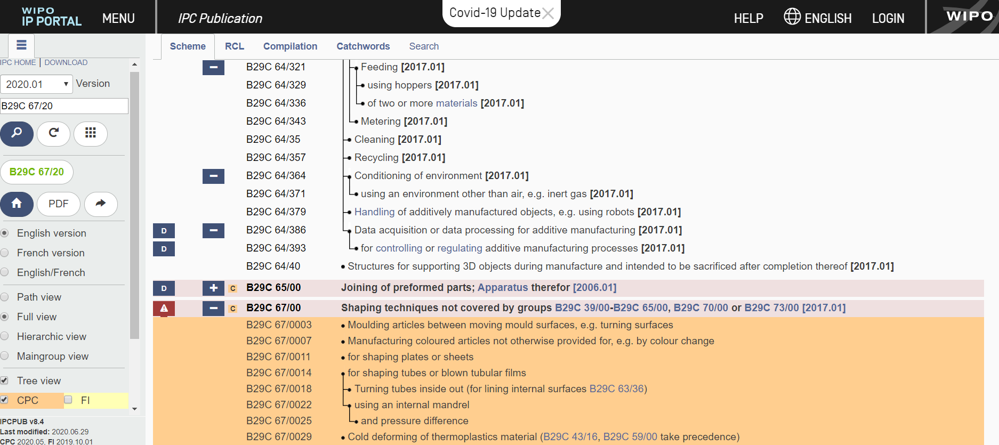 WIPO
IP PORTAL
MENU
IPC Publication
Covid-19 Update
HELP
ENGLISH
LOGIN
WIPO
Scheme RCL Compilation Catchwords Search
IPC HOME | DOWNLOAD
2020.01 Version
B29C 67/20
B29C 67/20
PDF
English version
French version
English/French
Path view
Full view
Hierarchic view
Maingroup view
Tree view
CPC FI
IPCPUB v8.4
Last modified: 2020.06.29
CPC 2020.05, FI 2019.10.01
B29C 64/321 Feeding [2017.01]
B29C 64/329 using hoppers [2017.01]
B29C 64/336 of two or more materials [2017.01]
B29C 64/343 Metering [2017.01]
B29C 64/35 Cleaning [2017.01]
B29C 64/357 Recycling [2017.01]
B29C 64/364 Conditioning of environment [2017.01]
B29C 64/371 using an environment other than air, e.g. inert gas [2017.01]
B29C 64/379 Handling of additively manufactured objects, e.g. using robots [2017.01]
D B29C 64/386 Data acquisition or data processing for additive manufacturing [2017.01]
D B29C 64/393 for controlling or regulating additive manufacturing processes [2017.01]
B29C 64/40 Structures for supporting 3D objects during manufacture and intended to be sacrificed after completion thereof [2017.01]
D C B29C 65/00 Joining of preformed parts; Apparatus therefor [2006.01]
C B29C 67/00 Shaping techniques not covered by groups B29C 39/00-B29C 65/00, B29C 70/00 or B29C 73/00 [2017.01]
B29C 67/0003 Moulding articles between moving mould surfaces, e.g. turning surfaces
B29C 67/0007 Manufacturing coloured articles not otherwise provided for, e.g. by colour change
B29C 67/0011 for shaping plates or sheets
B29C 67/0014 for shaping tubes or blown tubular films
B29C 67/0018 Turning tubes inside out (for lining internal surfaces B29C 63/36)
B29C 67/0022 using an internal mandrel
B29C 67/0025 and pressure difference
B29C 67/0029 Cold deforming of thermoplastics material (B29C 43/16, B29C 59/00 take precedence)